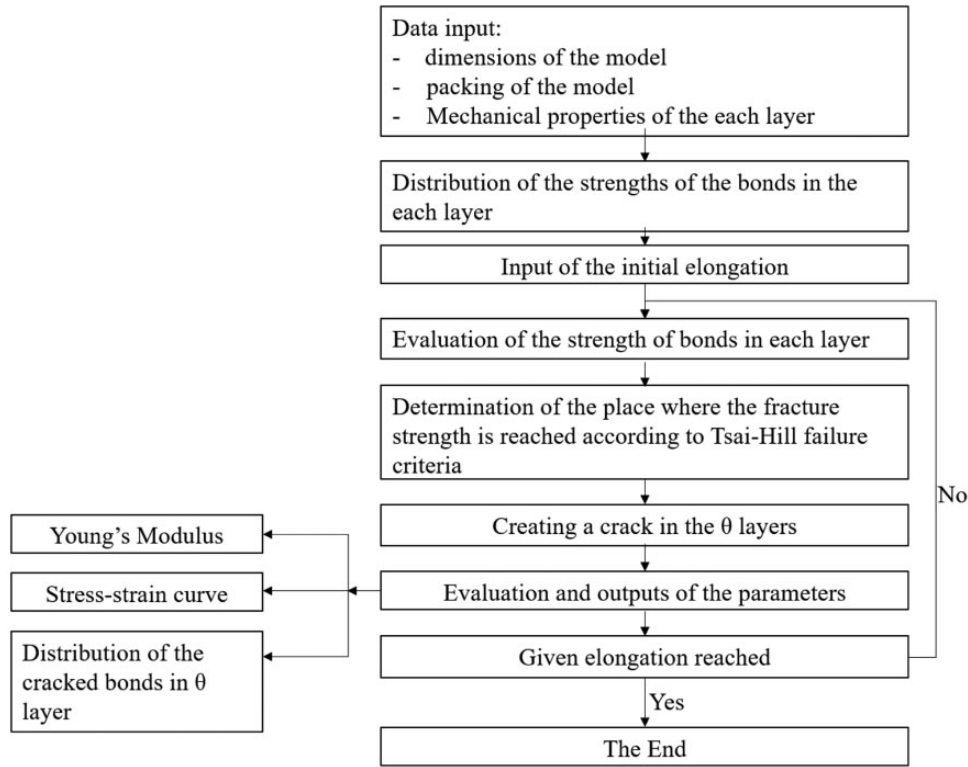 Data input:
- dimensions of the model
- packing of the model
- Mechanical properties of the each layer
Distribution of the strengths of the bonds in the
each layer
Input of the initial elongation
Evaluation of the strength of bonds in each layer
Determination of the place where the fracture
strength is reached according to Tsai-Hill failure
criteria
No
Creating a crack in the θ layers
Young’s Modulus
Evaluation and outputs of the parameters
Stress-strain curve
Distribution of the
cracked bonds in θ
layer
Given elongation reached
Yes
The End